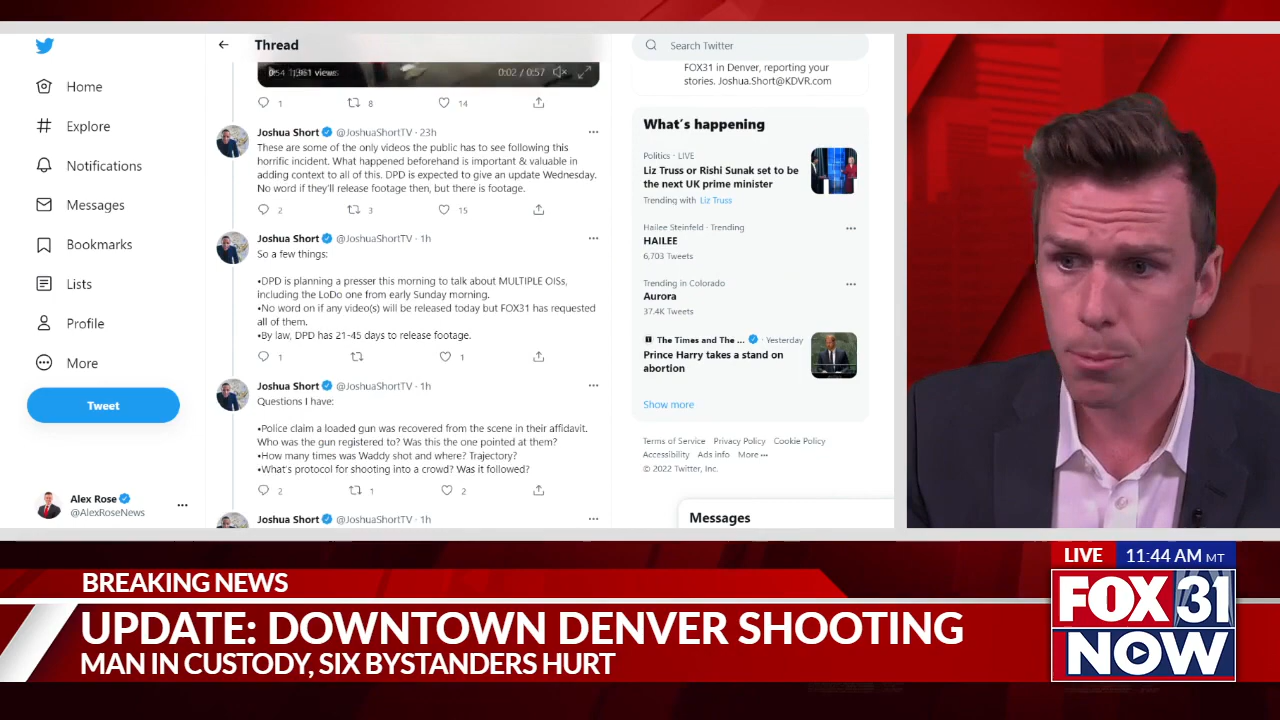 Home
Explore
Notifications
Messages
Bookmarks
Lists
Profile
More
Tweet
Alex Rose
@AlexRoseNews
Thread
0:02 / 0:57
1
8
14
Joshua Short @JoshuaShortTV · 23h
These are some of the only videos the public has to see following this
horrific incident. What happened beforehand is important & valuable in
adding context to all of this. DPD is expected to give an update Wednesday.
No word if they'll release footage then, but there is footage.
2
3
15
Joshua Short @JoshuaShortTV · 1h
So a few things:
•DPD is planning a presser this morning to talk about MULTIPLE OISs,
including the LoDo one from early Sunday morning.
•No word on if any video(s) will be released today but FOX31 has requested
all of them.
•By law, DPD has 21-45 days to release footage.
1
1
Joshua Short @JoshuaShortTV · 1h
Questions I have:
•Police claim a loaded gun was recovered from the scene in their affidavit.
Who was the gun registered to? Was this the one pointed at them?
•How many times was Waddy shot and where? Trajectory?
•What's protocol for shooting into a crowd? Was it followed?
2
1
2
Joshua Short @JoshuaShortTV · 1h
Search Twitter
FOX31 in Denver, reporting your
stories. Joshua.Short@KDVR.com
What's happening
Politics · LIVE
Liz Truss or Rishi Sunak set to be
the next UK prime minister
Trending with Liz Truss
Hailee Steinfeld · Trending
HAILEE
6,703 Tweets
Trending in Colorado
Aurora
37.4K Tweets
The Times and The ... · Yesterday
Prince Harry takes a stand on
abortion
Show more
Terms of Service Privacy Policy Cookie Policy
Accessibility Ads info More
© 2022 Twitter, Inc.
Messages
BREAKING NEWS
UPDATE: DOWNTOWN DENVER SHOOTING
MAN IN CUSTODY, SIX BYSTANDERS HURT
LIVE 11:44 AM MT
FOX 31
NOW